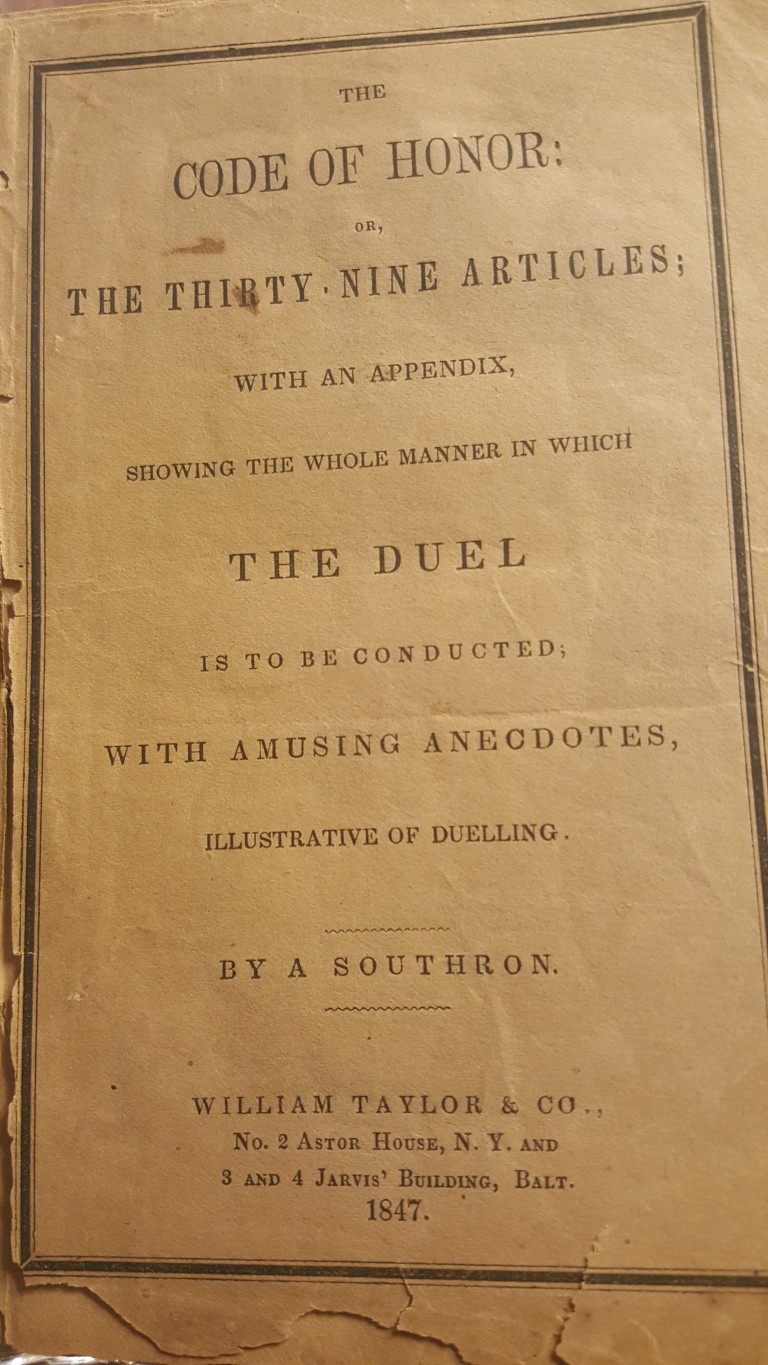 THE
CODE OF HONOR:
OR,
THE THIRTY-NINE ARTICLES;
WITH AN APPENDIX,
SHOWING THE WHOLE MANNER IN WHICH
THE DUEL
IS TO BE CONDUCTED;
WITH AMUSING ANECDOTES,
ILLUSTRATIVE OF DUELLING.
BY A SOUTHRON.
WILLIAM TAYLOR & CO.,
No. 2 ASTOR HOUSE, N. Y. AND
3 AND 4 JARVIS' BUILDING, BALT.
1847.